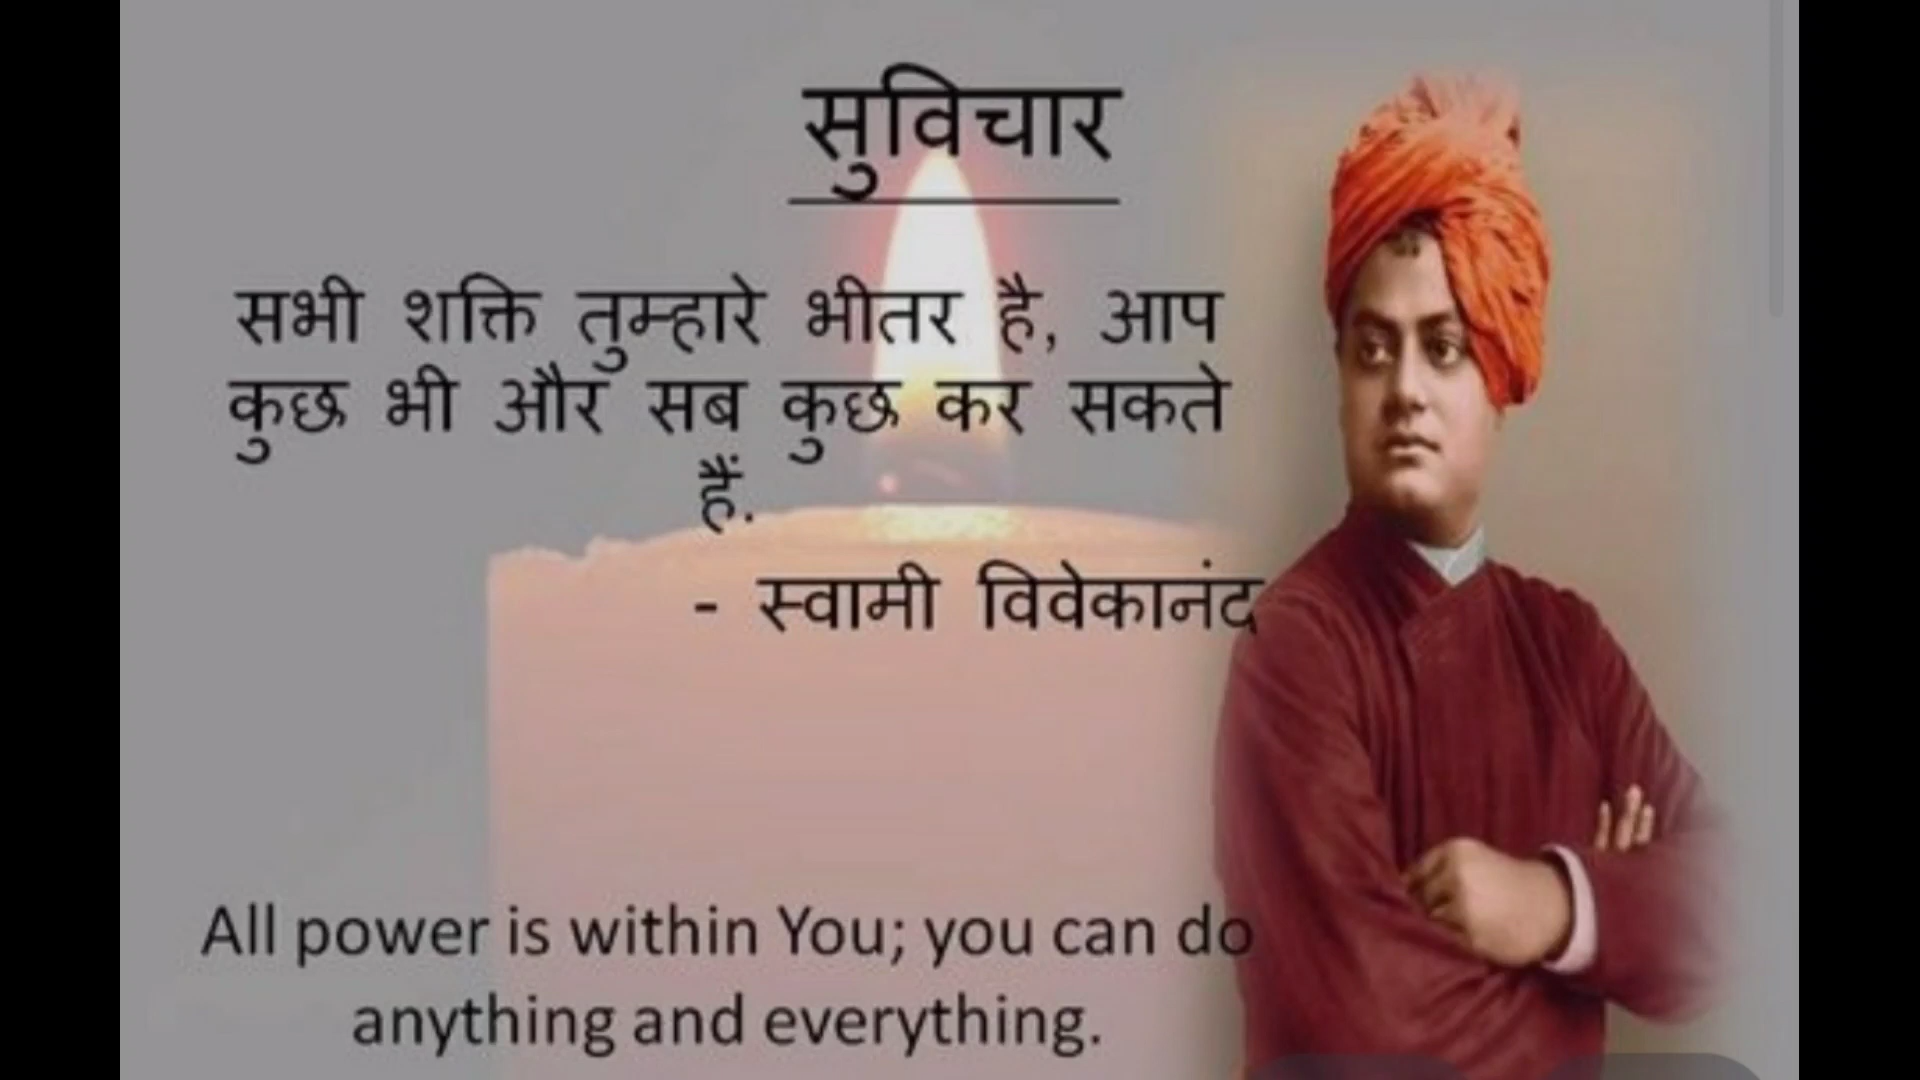 सुविचार
सभी शक्ति तुम्हारे भीतर है, आप
कुछ भी और सब कुछ कर सकते
हैं.
- स्वामी विवेकानंद
All power is within You; you can do
anything and everything.